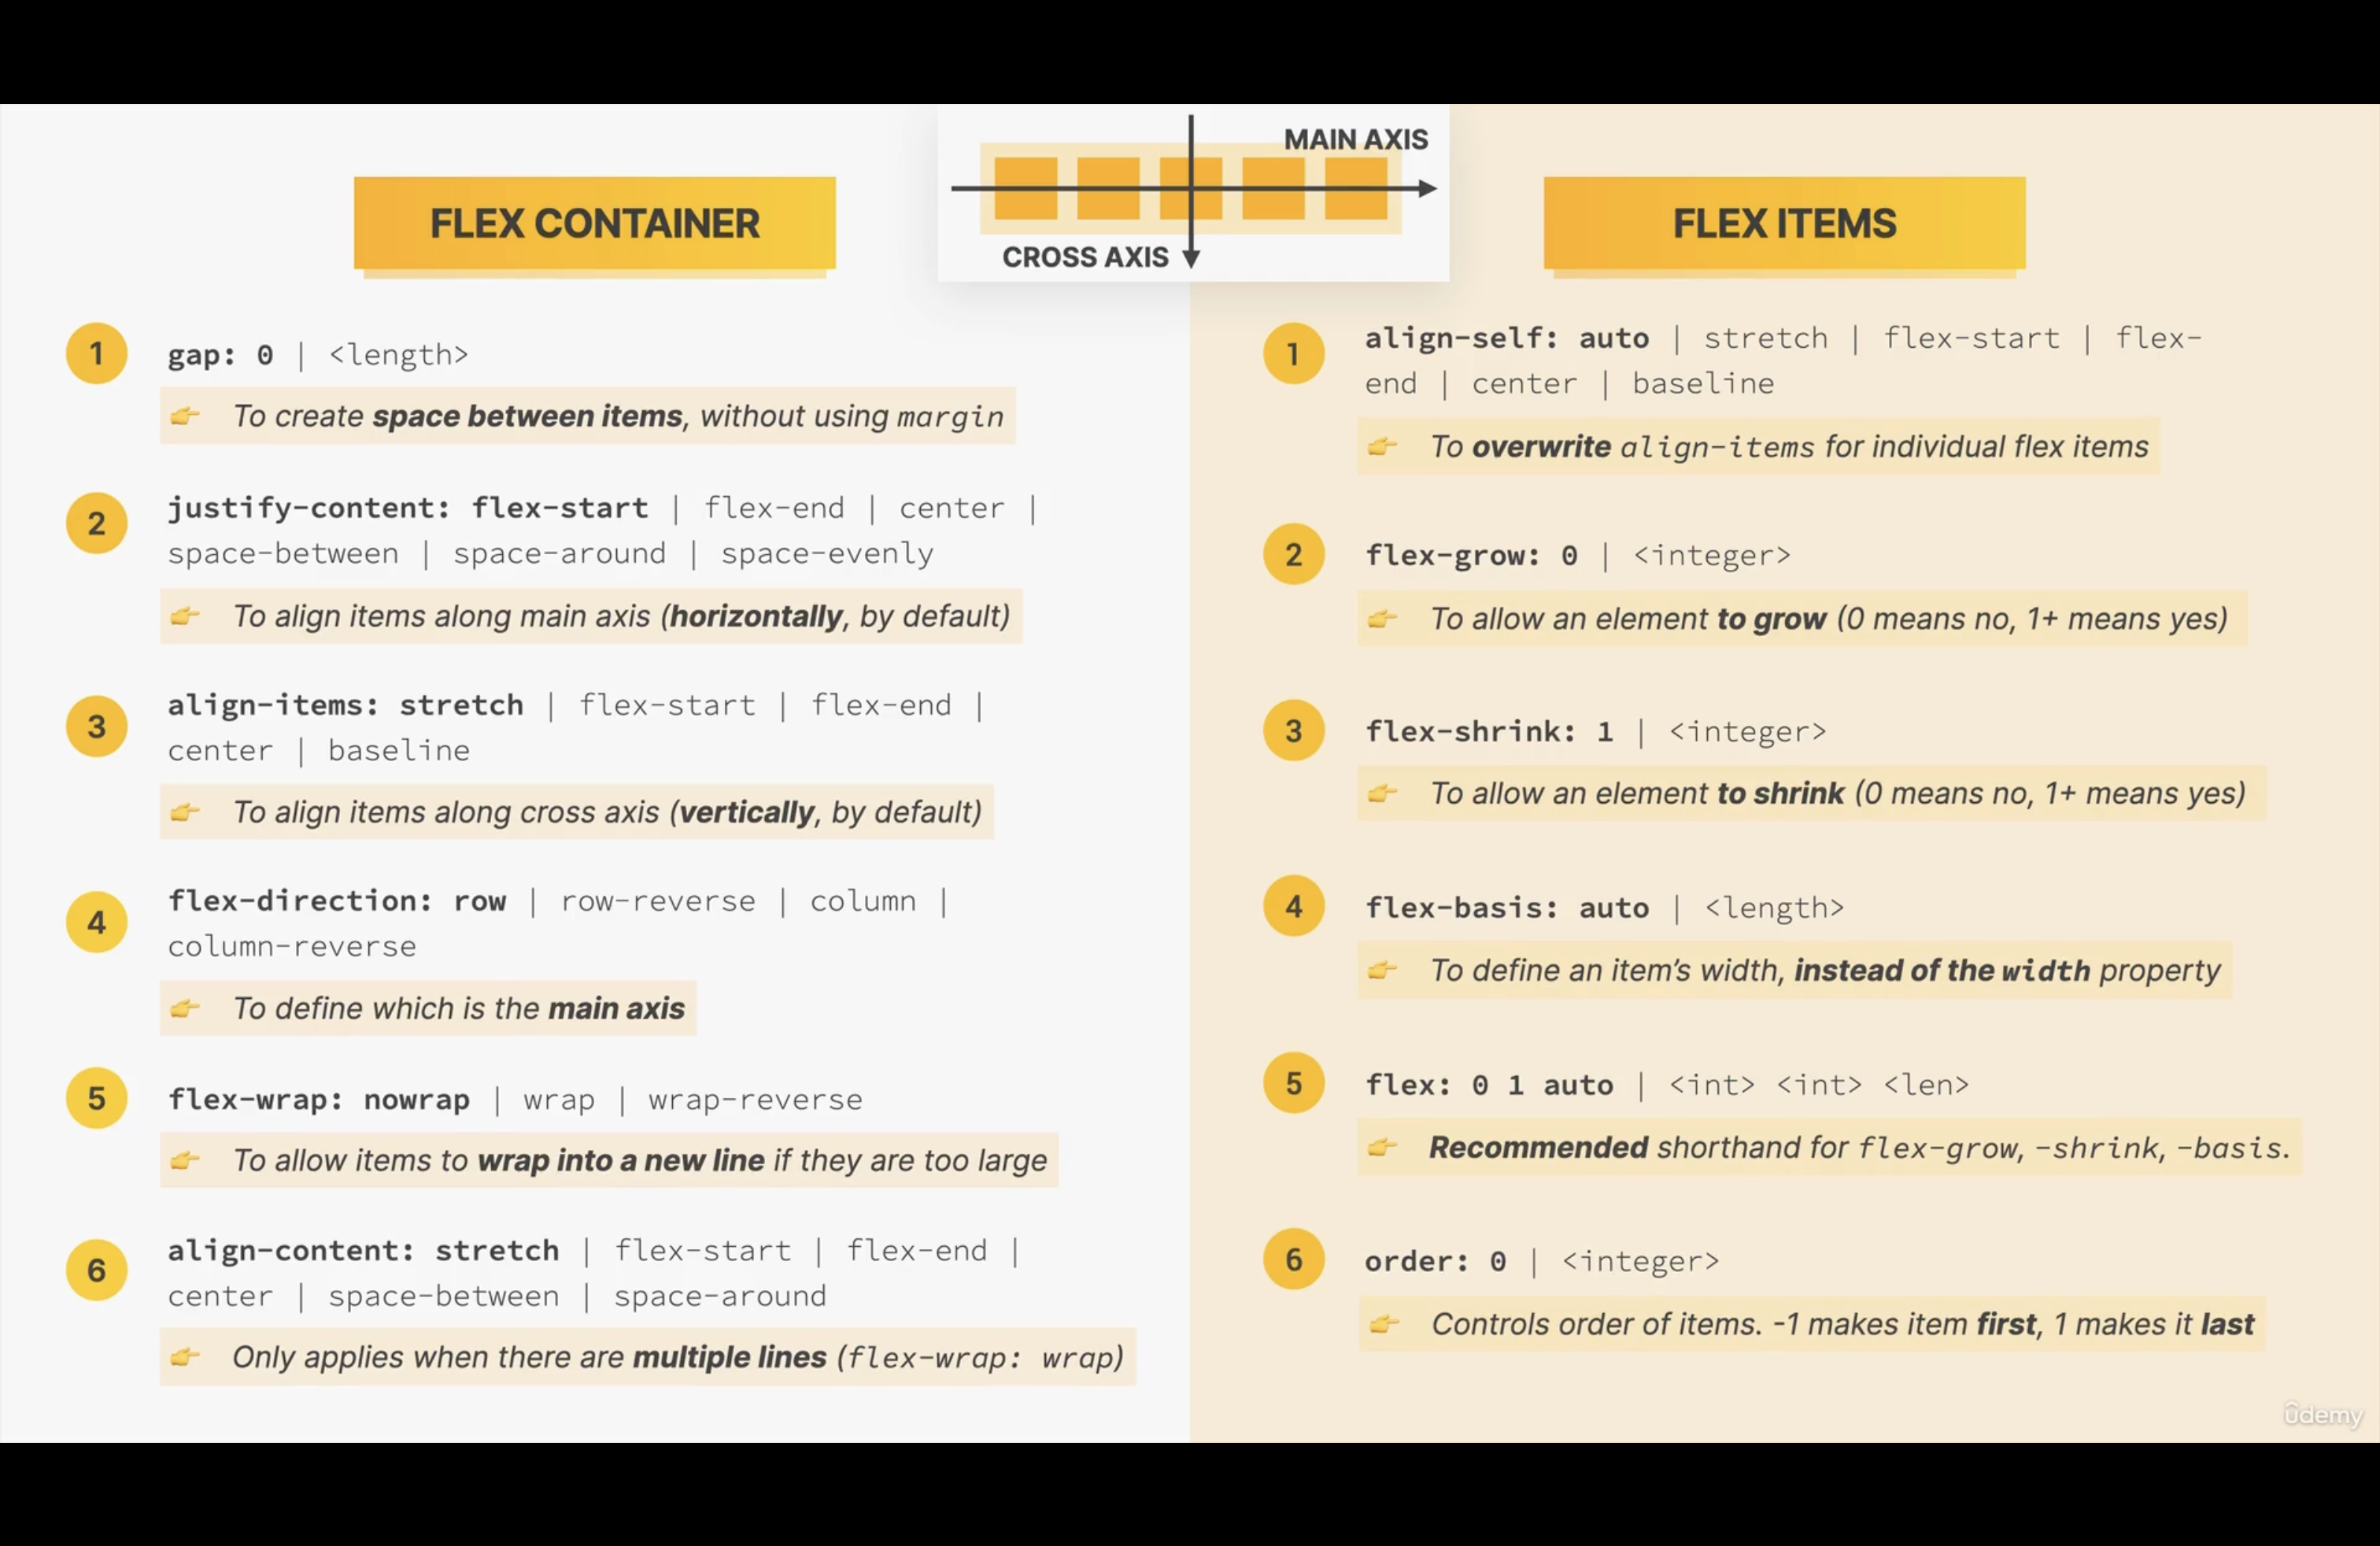 MAIN AXIS
CROSS AXIS
FLEX CONTAINER
1
gap: 0 | <length>
👉 To create space between items, without using margin
2
justify-content: flex-start | flex-end | center |
space-between | space-around | space-evenly
👉 To align items along main axis (horizontally, by default)
3
align-items: stretch | flex-start | flex-end |
center | baseline
👉 To align items along cross axis (vertically, by default)
4
flex-direction: row | row-reverse | column |
column-reverse
👉 To define which is the main axis
5
flex-wrap: nowrap | wrap | wrap-reverse
👉 To allow items to wrap into a new line if they are too large
6
align-content: stretch | flex-start | flex-end |
center | space-between | space-around
👉 Only applies when there are multiple lines (flex-wrap: wrap)
FLEX ITEMS
1
align-self: auto | stretch | flex-start | flex-
end | center | baseline
👉 To overwrite align-items for individual flex items
2
flex-grow: 0 | <integer>
👉 To allow an element to grow (0 means no, 1+ means yes)
3
flex-shrink: 1 | <integer>
👉 To allow an element to shrink (0 means no, 1+ means yes)
4
flex-basis: auto | <length>
👉 To define an item’s width, instead of the width property
5
flex: 0 1 auto | <int> <int> <len>
👉 Recommended shorthand for flex-grow, -shrink, -basis.
6
order: 0 | <integer>
👉 Controls order of items. -1 makes item first, 1 makes it last
ûdemy